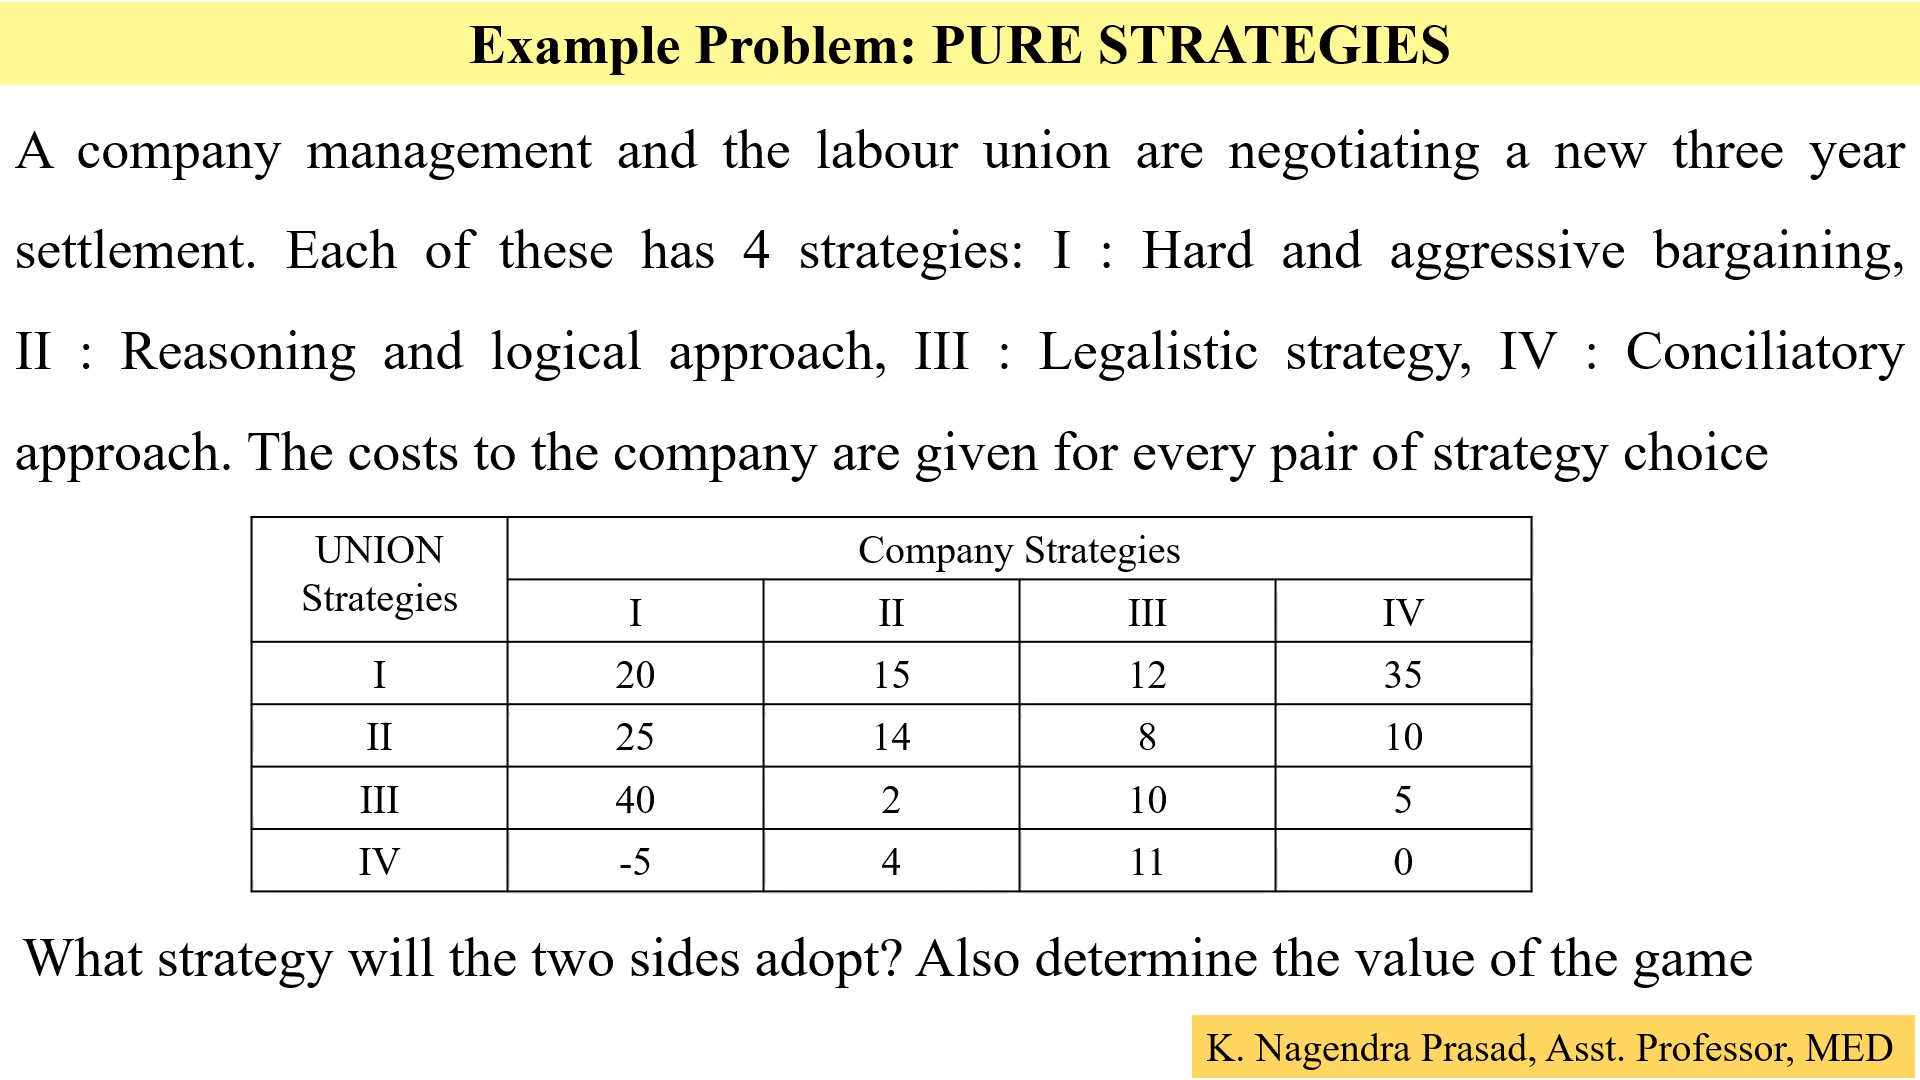 Example Problem: PURE STRATEGIES
A company management and the labour union are negotiating a new three year
settlement. Each of these has 4 strategies: I : Hard and aggressive bargaining,
II : Reasoning and logical approach, III : Legalistic strategy, IV : Conciliatory
approach. The costs to the company are given for every pair of strategy choice
UNION Strategies Company Strategies
I II III IV
I 20 15 12 35
II 25 14 8 10
III 40 2 10 5
IV -5 4 11 0
What strategy will the two sides adopt? Also determine the value of the game
K. Nagendra Prasad, Asst. Professor, MED